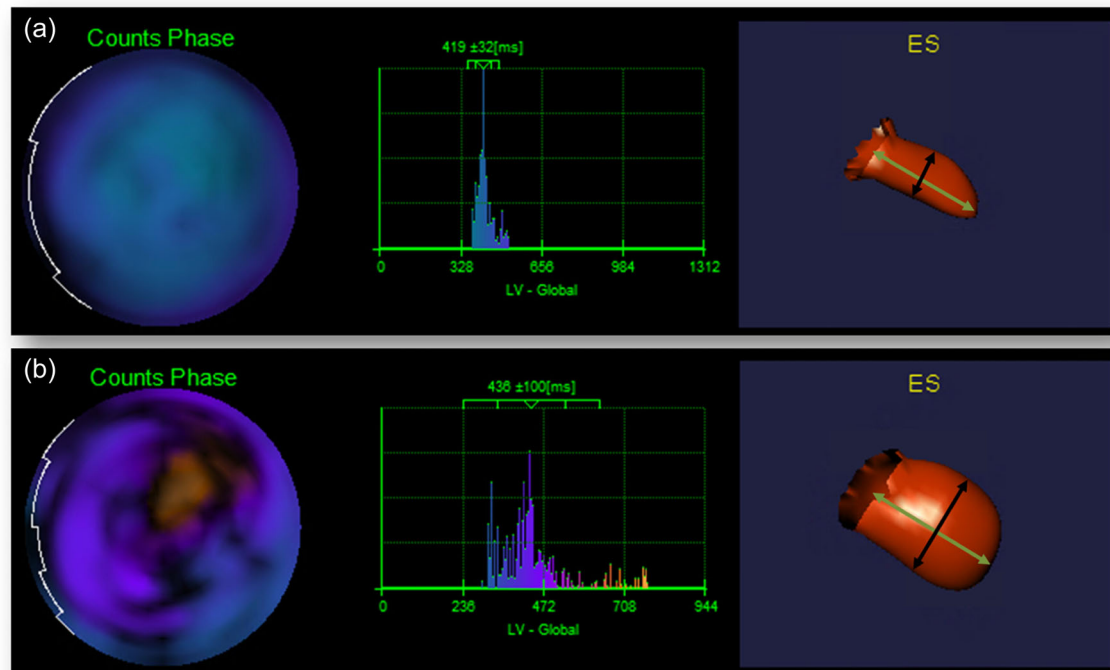 (a)
Counts Phase
419 ±32[ms]
ES
0 328 656 984 1312
LV - Global
(b)
Counts Phase
436 ±100[ms]
ES
0 236 472 708 944
LV - Global